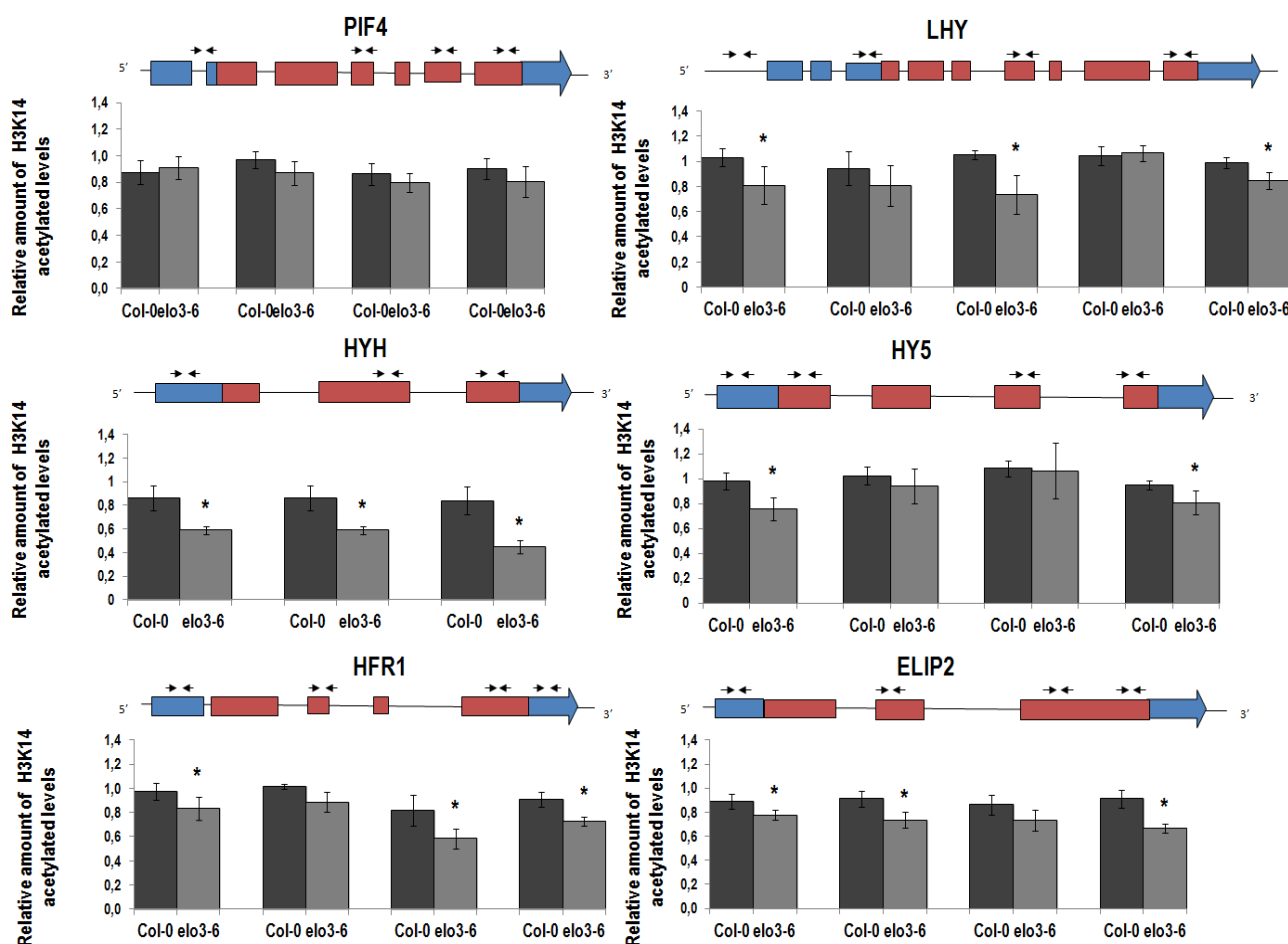 PIF4
5′ 3′
Relative amount of H3K14
acetylated levels
1,4
1,2
1,0
0,8
0,6
0,4
0,2
0,0
Col-0elo3-6 Col-0elo3-6 Col-0elo3-6 Col-0elo3-6
LHY
5′ 3′
Relative amount of H3K14
acetylated levels
1,4
1,2
1
0,8
0,6
0,4
0,2
0
* * *
Col-0 elo3-6 Col-0 elo3-6 Col-0 elo3-6 Col-0 elo3-6 Col-0 elo3-6
HYH
5′ 3′
Relative amount of H3K14
acetylated levels
1,4
1,2
1
0,8
0,6
0,4
0,2
0
* * *
Col-0 elo3-6 Col-0 elo3-6 Col-0 elo3-6
HY5
5′ 3′
Relative amount of H3K14
acetylated levels
1,4
1,2
1
0,8
0,6
0,4
0,2
0
* *
Col-0 elo3-6 Col-0 elo3-6 Col-0 elo3-6 Col-0 elo3-6
HFR1
5′ 3′
Relative amount of H3K14
acetylated levels
1,4
1,2
1,0
0,8
0,6
0,4
0,2
0,0
* * *
Col-0 elo3-6 Col-0 elo3-6 Col-0 elo3-6 Col-0 elo3-6
ELIP2
5′ 3′
Relative amount of H3K14
acetylated levels
1,4
1,2
1,0
0,8
0,6
0,4
0,2
0,0
* * *
Col-0 elo3-6 Col-0 elo3-6 Col-0 elo3-6 Col-0 elo3-6